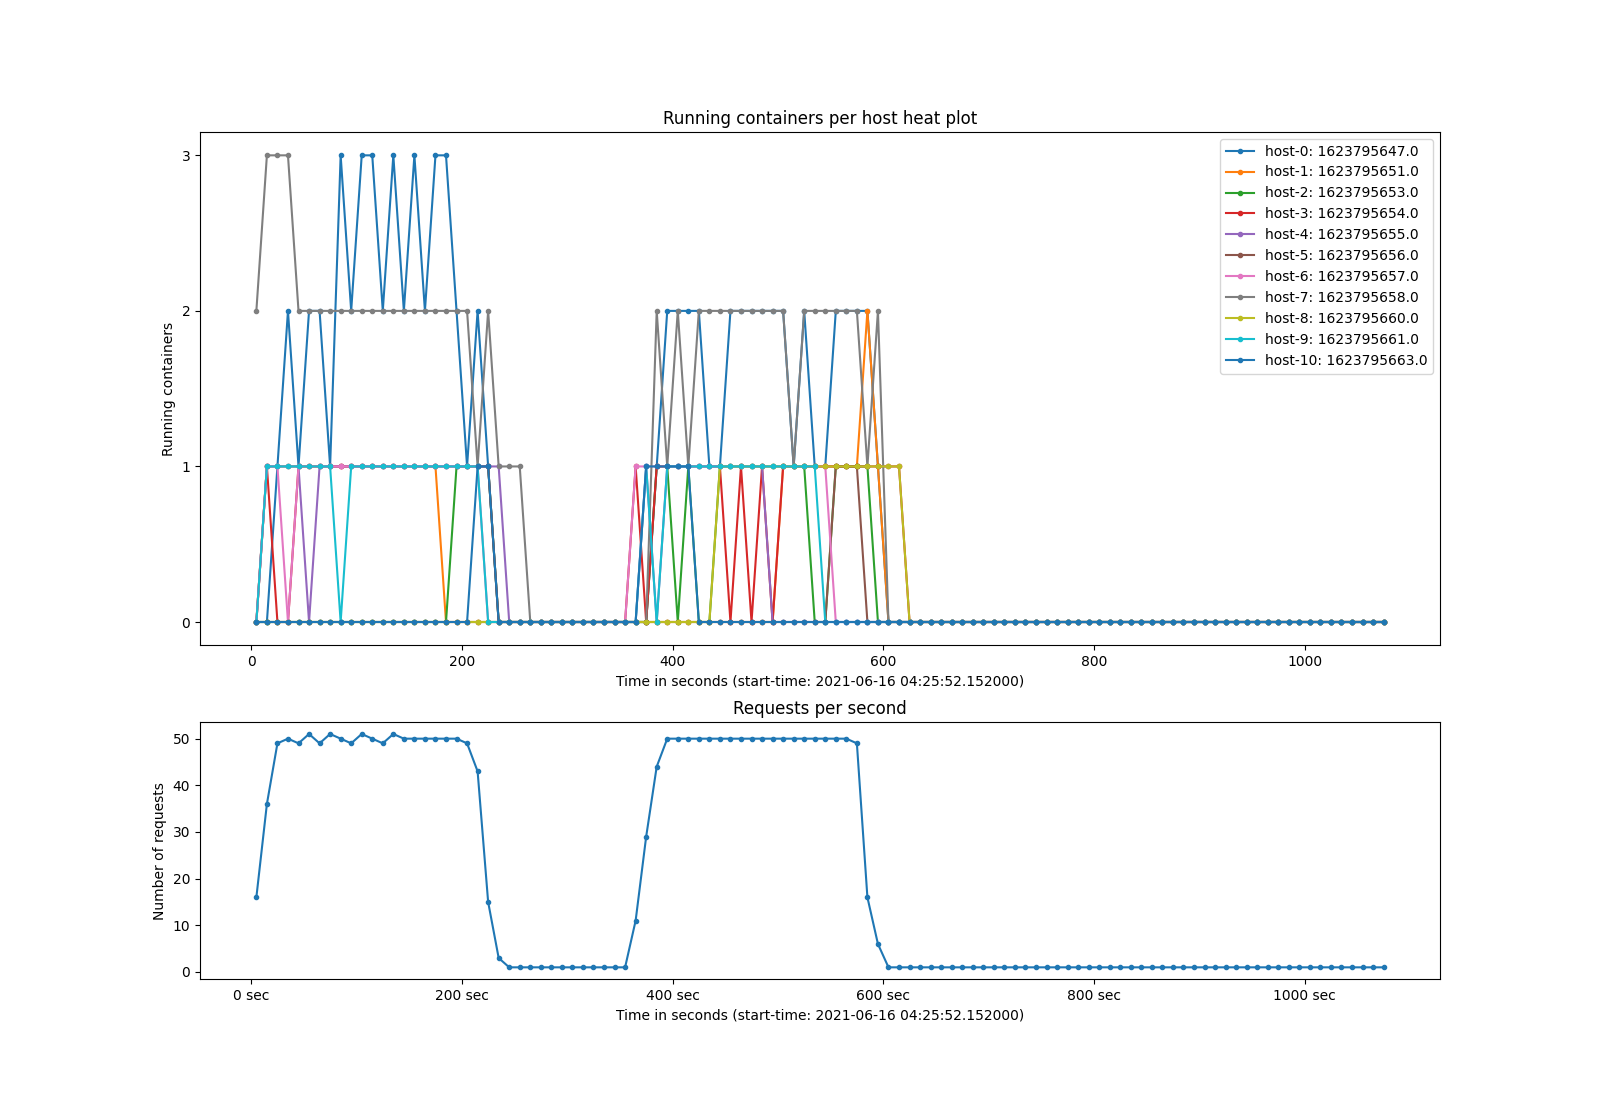 Running containers per host heat plot
3
2
1
0
Running containers
host-0: 1623795647.0
host-1: 1623795651.0
host-2: 1623795653.0
host-3: 1623795654.0
host-4: 1623795655.0
host-5: 1623795656.0
host-6: 1623795657.0
host-7: 1623795658.0
host-8: 1623795660.0
host-9: 1623795661.0
host-10: 1623795663.0
0 200 400 600 800 1000
Time in seconds (start-time: 2021-06-16 04:25:52.152000)
Requests per second
50
40
30
20
10
0
Number of requests
0 sec 200 sec 400 sec 600 sec 800 sec 1000 sec
Time in seconds (start-time: 2021-06-16 04:25:52.152000)